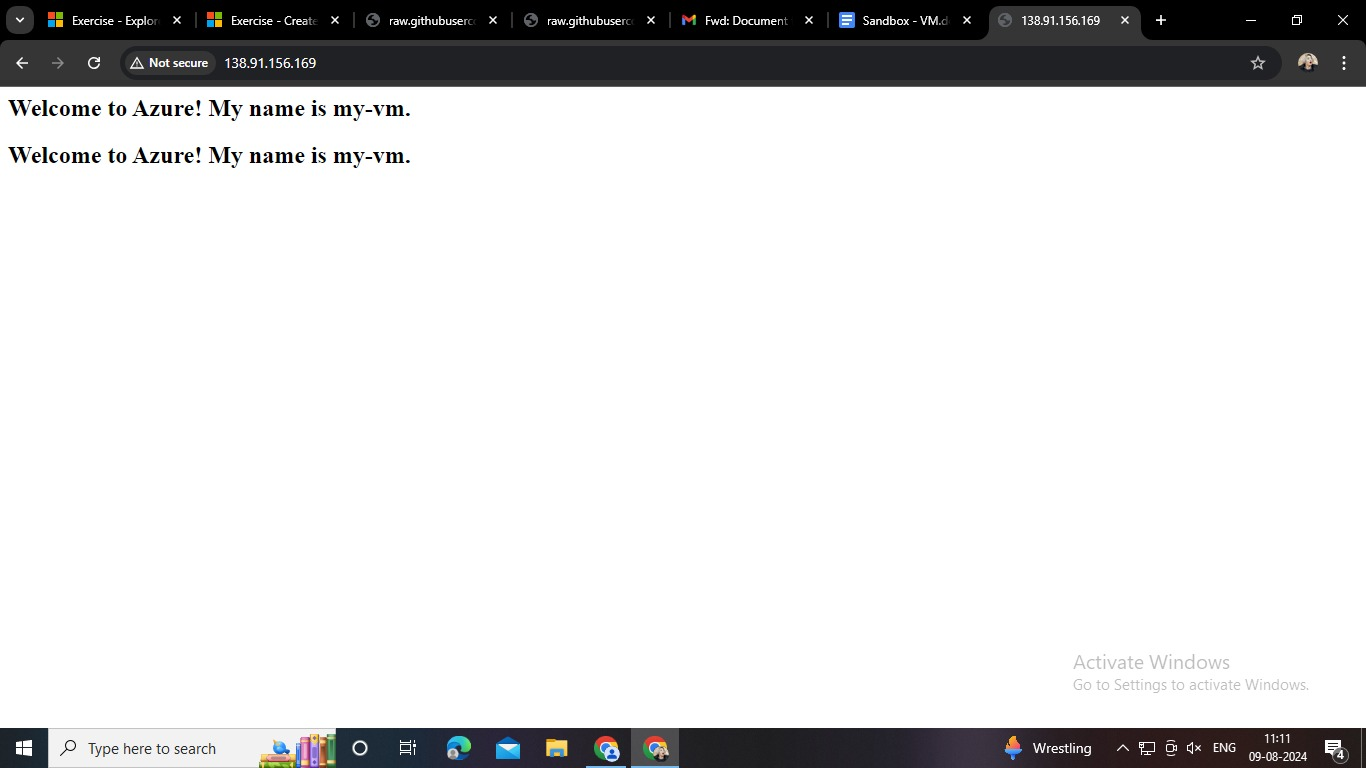 Exercise - Explor
Exercise - Create
raw.githubuserco
raw.githubuserco
Fwd: Document
Sandbox - VM.d
138.91.156.169
Not secure
138.91.156.169
Welcome to Azure! My name is my-vm.
Welcome to Azure! My name is my-vm.
Activate Windows
Go to Settings to activate Windows.
Type here to search
Wrestling
ENG
11:11
09-08-2024
4